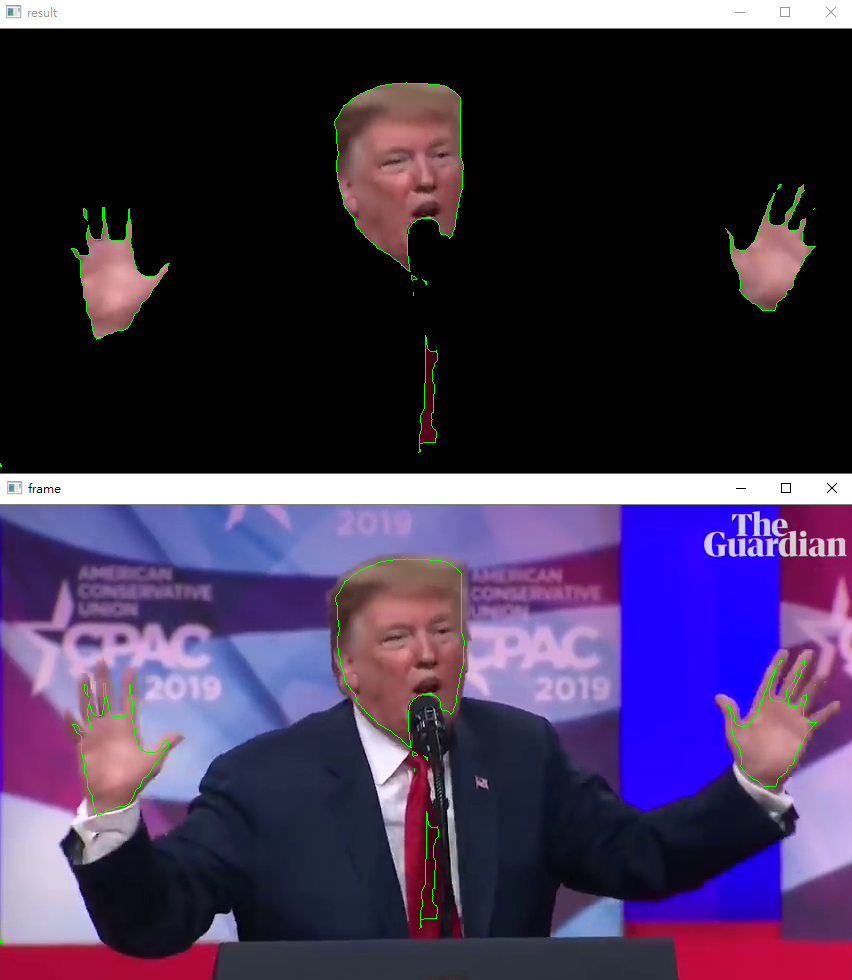 result
frame
2019
The
Guardian
AMERICAN
CONSERVATIVE
UNION
CPAC
2019
AMERICAN
CONSERVATIVE
UNION
CPAC
2019